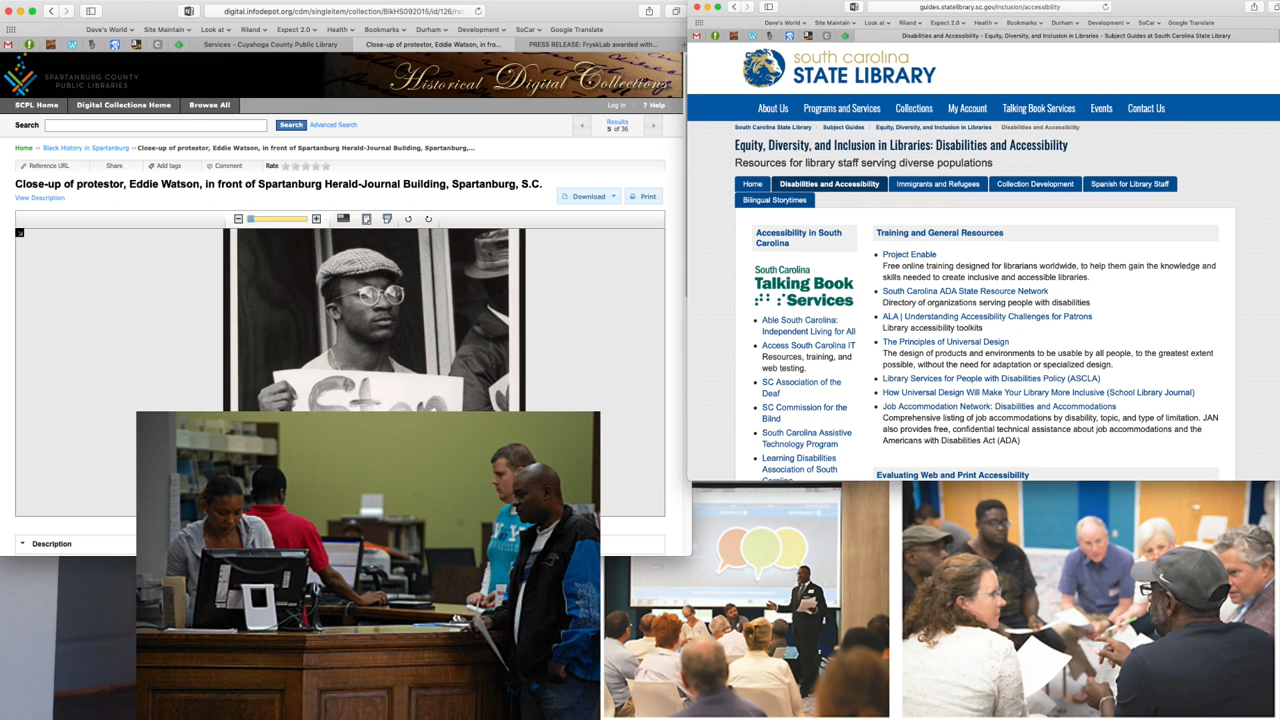 digital.infodepot.org/cdm/singleitem/collection/BlkHS092015/id/126/rec
Dave's World Site Maintain Look at Riland Expect 2.0 Health Bookmarks Durham Development SoCar Google Translate
Services - Cuyahoga County Public Library
Close-up of protestor, Eddie Watson, in fro...
PRESS RELEASE: FryskLab awarded with...
SPARTANBURG COUNTY
PUBLIC LIBRARIES
Historical Digital Collections
SCPL Home Digital Collections Home Browse All Log in ? Help
Search Search Advanced Search
Results
5 of 36
Home ›› Black History in Spartanburg ›› Close-up of protestor, Eddie Watson, in front of Spartanburg Herald-Journal Building, Spartanburg,...
Reference URL Share Add tags Comment Rate
Close-up of protestor, Eddie Watson, in front of Spartanburg Herald-Journal Building, Spartanburg, S.C.
View Description
Download Print
Description
guides.statelibrary.sc.gov/inclusion/accessibility
Dave's World Site Maintain Look at Riland Expect 2.0 Health Bookmarks Durham Development SoCar Google Translate
Disabilities and Accessibility - Equity, Diversity, and Inclusion in Libraries - Subject Guides at South Carolina State Library
south carolina
STATE LIBRARY
About Us Programs and Services Collections My Account Talking Book Services Events Contact Us
South Carolina State Library Subject Guides Equity, Diversity, and Inclusion in Libraries Disabilities and Accessibility
Equity, Diversity, and Inclusion in Libraries: Disabilities and Accessibility
Resources for library staff serving diverse populations
Home Disabilities and Accessibility Immigrants and Refugees Collection Development Spanish for Library Staff
Bilingual Storytimes
Accessibility in South
Carolina
South Carolina
Talking Book
Services
Able South Carolina:
Independent Living for All
Access South Carolina IT
Resources, training, and
web testing.
SC Association of the
Deaf
SC Commission for the
Bilnd
South Carolina Assistive
Technology Program
Learning Disabilities
Association of South
Carolina
Training and General Resources
Project Enable
Free online training designed for librarians worldwide, to help them gain the knowledge and
skills needed to create inclusive and accessible libraries.
South Carolina ADA State Resource Network
Directory of organizations serving people with disabilities
ALA | Understanding Accessibility Challenges for Patrons
Library accessibility toolkits
The Principles of Universal Design
The design of products and environments to be usable by all people, to the greatest extent
possible, without the need for adaptation or specialized design.
Library Services for People with Disabilities Policy (ASCLA)
How Universal Design Will Make Your Library More Inclusive (School Library Journal)
Job Accommodation Network: Disabilities and Accommodations
Comprehensive listing of job accommodations by disability, topic, and type of limitation. JAN
also provides free, confidential technical assistance about job accommodations and the
Americans with Disabilities Act (ADA)
Evaluating Web and Print Accessibility